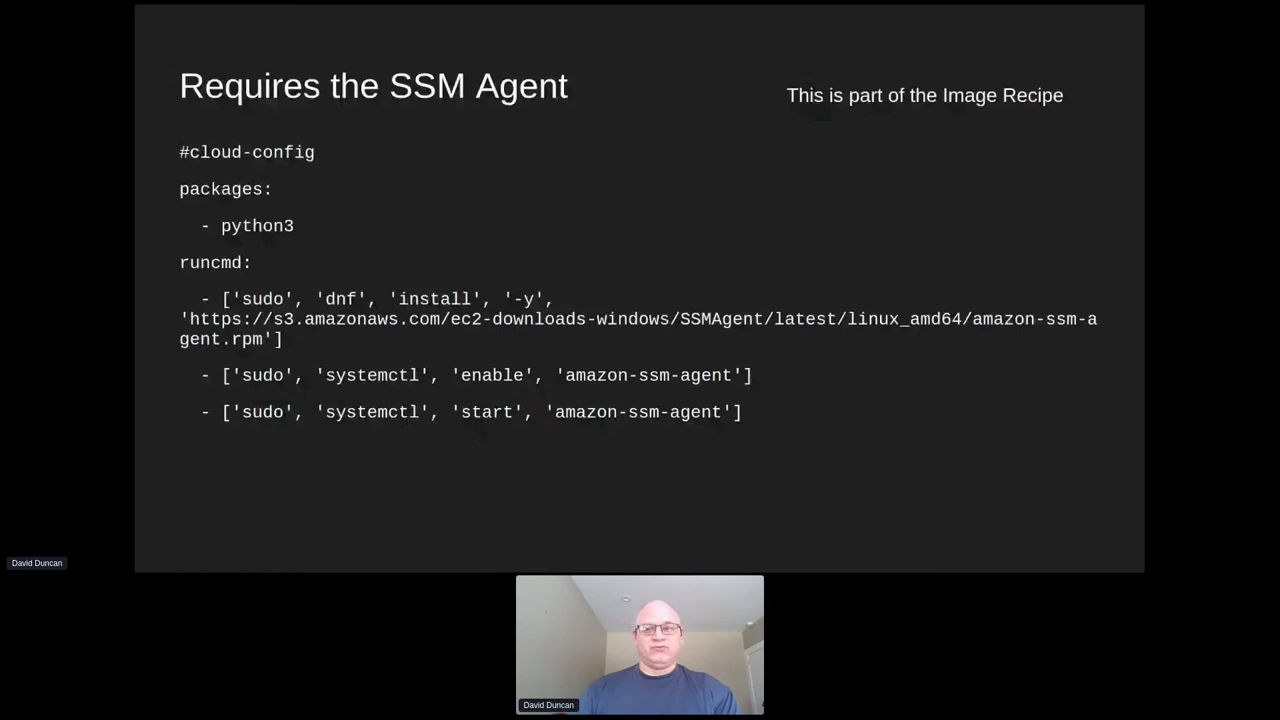 Requires the SSM Agent
This is part of the Image Recipe
#cloud-config
packages:
- python3
runcmd:
- ['sudo', 'dnf', 'install', '-y',
'https://s3.amazonaws.com/ec2-downloads-windows/SSMAgent/latest/linux_amd64/amazon-ssm-a
gent.rpm']
- ['sudo', 'systemctl', 'enable', 'amazon-ssm-agent']
- ['sudo', 'systemctl', 'start', 'amazon-ssm-agent']
David Duncan
David Duncan